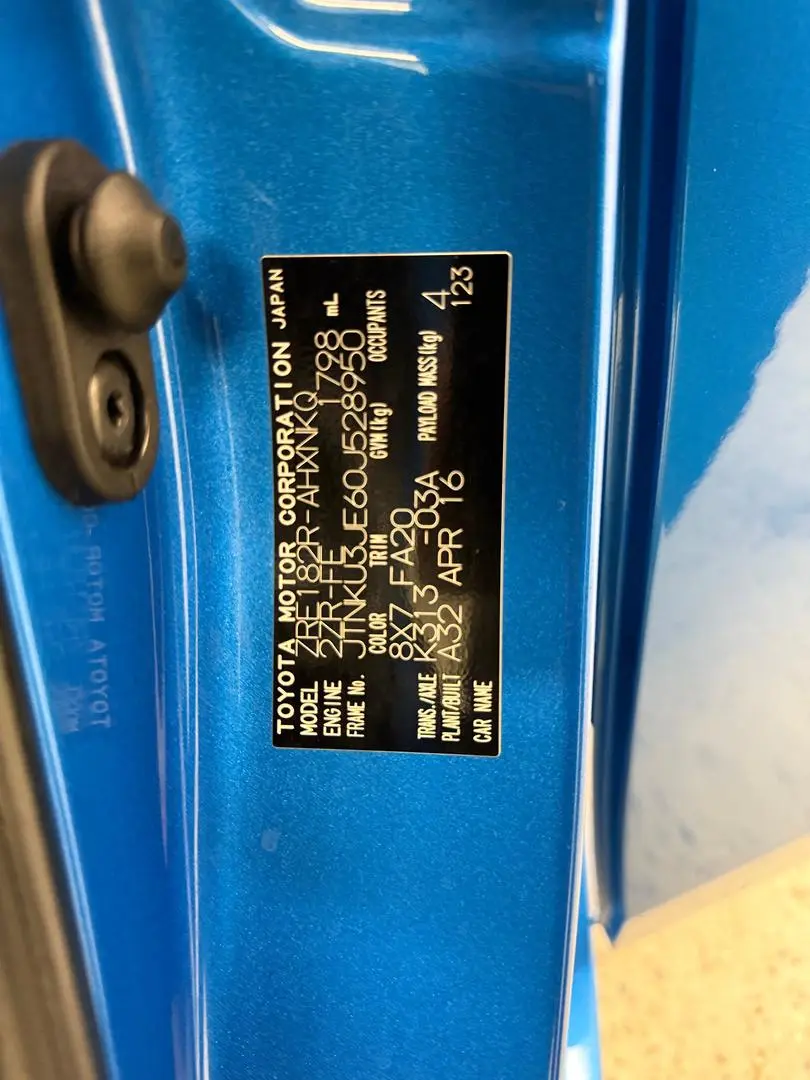 TOYOTA MOTOR CORPORATION JAPAN
MODEL ZRE182R-AHXNKQ
ENGINE 2ZR-FE 1798 mL
FRAME No. JTNKU3JE60J528950
COLOR TRIM GVM(kg) OCCUPANTS
8X7 FA20 4
TRANS./AXLE K313 -03A PAYLOAD MASS(kg) 123
PLANT/BUILT A32 APR 16
CAR NAME